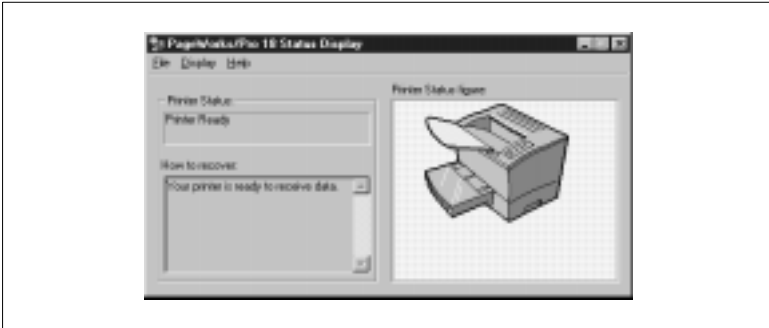 PageWorks/Pro 18 Status Display
File Display Help
Printer Status:
Printer Ready
How to recover:
Your printer is ready to receive data.
Printer Status figure